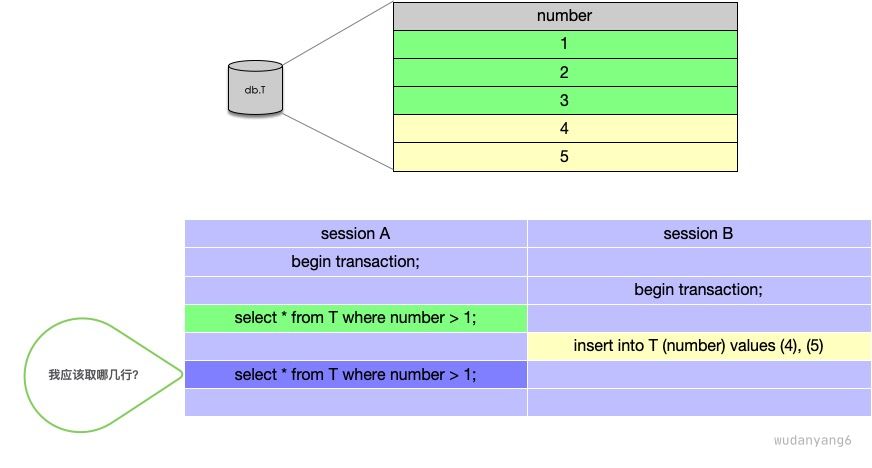 number
1
2
db.T
3
4
5
session A session B
begin transaction;
begin transaction;
select * from T where number > 1;
insert into T (number) values (4), (5)
我应该取哪几行?
select * from T where number > 1;
wudanyang6